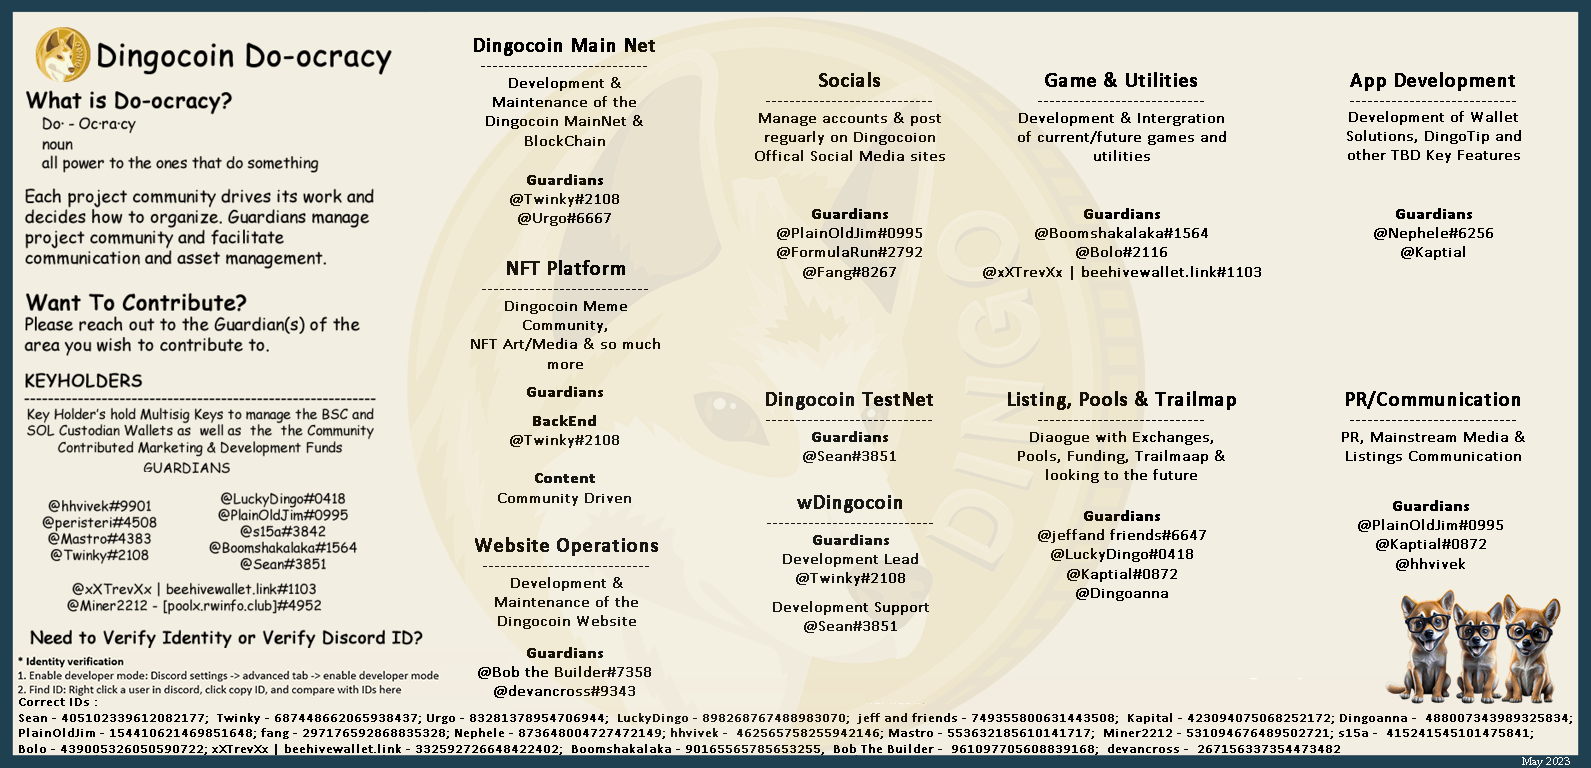 Dingocoin Do-ocracy
What is Do-ocracy?
Do· - Oc·ra·cy
noun
all power to the ones that do something
Each project community drives its work and
decides how to organize. Guardians manage
project community and facilitate
communication and asset management.
Want To Contribute?
Please reach out to the Guardian(s) of the
area you wish to contribute to.
KEYHOLDERS
Key Holder's hold Multisig Keys to manage the BSC and
SOL Custodian Wallets as well as the the Community
Contributed Marketing & Development Funds
GUARDIANS
@hhvivek#9901
@peristeri#4508
@Mastro#4383
@Twinky#2108
@LuckyDingo#0418
@PlainOldJim#0995
@s15a#3842
@Boomshakalaka#1564
@Sean#3851
@xXTrevXx | beehivewallet.link#1103
@Miner2212 - [poolx.rwinfo.club]#4952
Dingocoin Main Net
Development &
Maintenance of the
Dingocoin MainNet &
BlockChain
Guardians
@Twinky#2108
@Urgo#6667
NFT Platform
Dingocoin Meme
Community,
NFT Art/Media & so much
more
Guardians
BackEnd
@Twinky#2108
Content
Community Driven
Website Operations
Development &
Maintenance of the
Dingocoin Website
Guardians
@Bob the Builder#7358
@devancross#9343
Socials
Manage accounts & post
reguarly on Dingocoion
Offical Social Media sites
Guardians
@PlainOldJim#0995
@FormulaRun#2792
@Fang#8267
Dingocoin TestNet
Guardians
@Sean#3851
wDingocoin
Guardians
Development Lead
@Twinky#2108
Development Support
@Sean#3851
Game & Utilities
Development & Intergration
of current/future games and
utilities
Guardians
@Boomshakalaka#1564
@Bolo#2116
@xXTrevXx | beehivewallet.link#1103
Listing, Pools & Trailmap
Diaogue with Exchanges,
Pools, Funding, Trailmaap &
looking to the future
Guardians
@jeffand friends#6647
@LuckyDingo#0418
@Kaptial#0872
@Dingoanna
App Development
Development of Wallet
Solutions, DingoTip and
other TBD Key Features
Guardians
@Nephele#6256
@Kaptial
PR/Communication
PR, Mainstream Media &
Listings Communication
Guardians
@PlainOldJim#0995
@Kaptial#0872
@hhvivek
DINGO
Need to Verify Identity or Verify Discord ID?
* Identity verification
1. Enable developer mode: Discord settings -> advanced tab -> enable developer mode
2. Find ID: Right click a user in discord, click copy ID, and compare with IDs here
Correct IDs :
Sean - 405102339612082177; Twinky - 687448662065938437; Urgo - 83281378954706944; LuckyDingo - 898268767488983070; jeff and friends - 749355800631443508; Kapital - 423094075068252172; Dingoanna - 488007343989325834;
PlainOldJim - 154410621469851648; fang - 297176592868835328; Nephele - 873648004727472149; hhvivek - 462565758255942146; Mastro - 553632185610141717; Miner2212 - 531094676489502721; s15a - 415241545101475841;
Bolo - 439005326050590722; xXTrevXx | beehivewallet.link - 332592726648422402; Boomshakalaka - 90165565785653255, Bob The Builder - 961097705608839168; devancross - 267156337354473482
May 2023